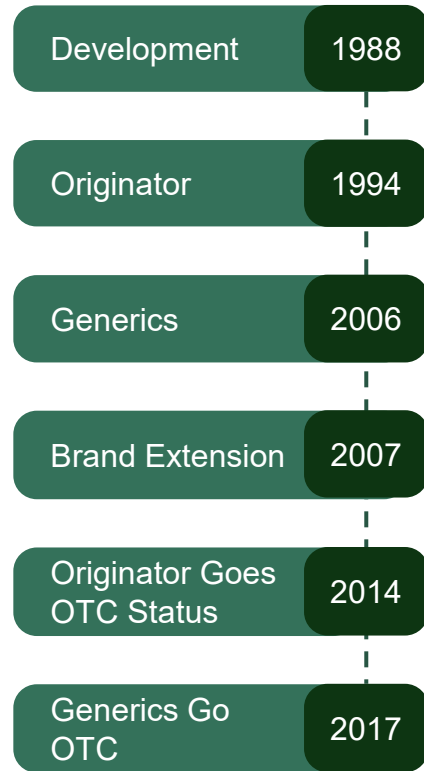 Development 1988
Originator 1994
Generics 2006
Brand Extension 2007
Originator Goes
OTC Status 2014
Generics Go
OTC 2017